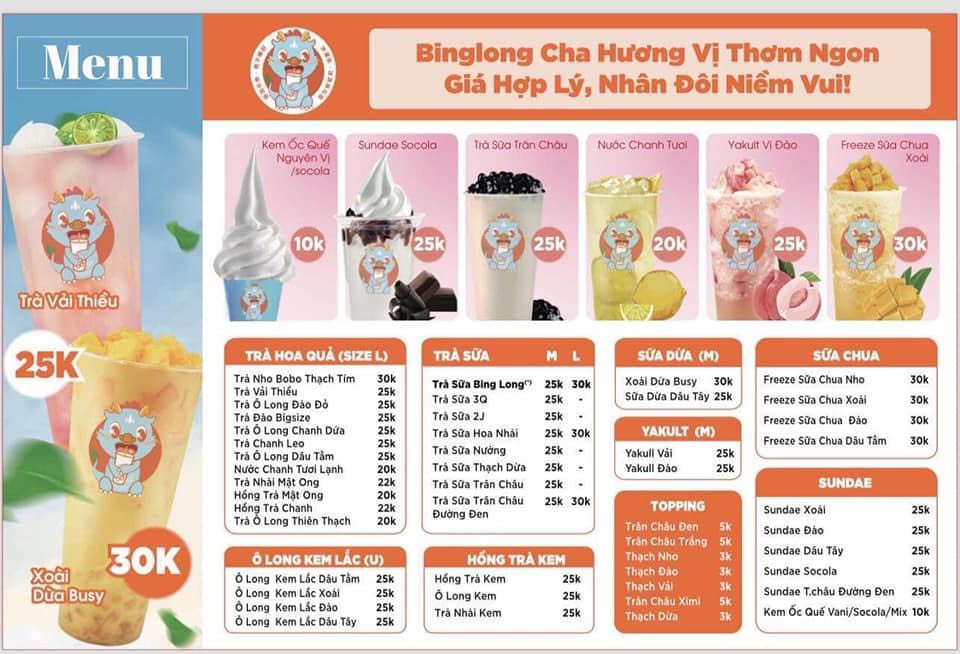 Menu
Trà Vải Thiều
25K
30K
Xoài
Dừa Busy
Binglong Cha Hương Vị Thơm Ngon
Giá Hợp Lý, Nhân Đôi Niềm Vui!
Kem Ốc Quế
Nguyên Vị
/socola
10k
Sundae Socola
25k
Trà Sữa Trân Châu
25k
Nước Chanh Tươi
20k
Yakult Vị Đào
25k
Freeze Sữa Chua
Xoài
30k
TRÀ HOA QUẢ (SIZE L)
Trà Nho Bobo Thạch Tím 30k
Trà Vải Thiều 25k
Trà Ô Long Đào Đỏ 25k
Trà Đào Bigsize 25k
Trà Ô Long Chanh Dứa 25k
Trà Chanh Leo 25k
Trà Ô Long Dâu Tằm 25k
Nước Chanh Tươi Lạnh 20k
Trà Nhài Mật Ong 22k
Hồng Trà Mật Ong 20k
Hồng Trà Chanh 22k
Trà Ô Long Thiên Thạch 20k
Ô LONG KEM LẮC (U)
Ô Long Kem Lắc Dâu Tằm 25k
Ô Long Kem Lắc Xoài 25k
Ô Long Kem Lắc Đào 25k
Ô Long Kem Lắc Dâu Tây 25k
TRÀ SỮA M L
Trà Sữa Bing Long(*) 25k 30k
Trà Sữa 3Q 25k -
Trà Sữa 2J 25k -
Trà Sữa Hoa Nhài 25k 30k
Trà Sữa Nướng 25k -
Trà Sữa Thạch Dừa 25k -
Trà Sữa Trân Châu 25k -
Trà Sữa Trân Châu 25k 30k
Đường Đen
HỒNG TRÀ KEM
Hồng Trà Kem 25k
Ô Long Kem 25k
Trà Nhài Kem 25k
SỮA DỪA (M)
Xoài Dừa Busy 30k
Sữa Dừa Dâu Tây 25k
YAKULT (M)
Yakull Vải 25k
Yakull Đào 25k
TOPPING
Trân Châu Đen 5k
Trân Châu Trắng 5k
Thạch Nho 3k
Thạch Đào 3k
Thạch Vải 3k
Trân Châu Ximi 5k
Thạch Dừa 3k
SỮA CHUA
Freeze Sữa Chua Nho 30k
Freeze Sữa Chua Xoài 30k
Freeze Sữa Chua Đào 30k
Freeze Sữa Chua Dâu Tằm 30k
SUNDAE
Sundae Xoài 25k
Sundae Đào 25k
Sundae Dâu Tây 25k
Sundae Socola 25k
Sundae T.châu Đường Đen 25k
Kem Ốc Quế Vani/Socola/Mix 10k